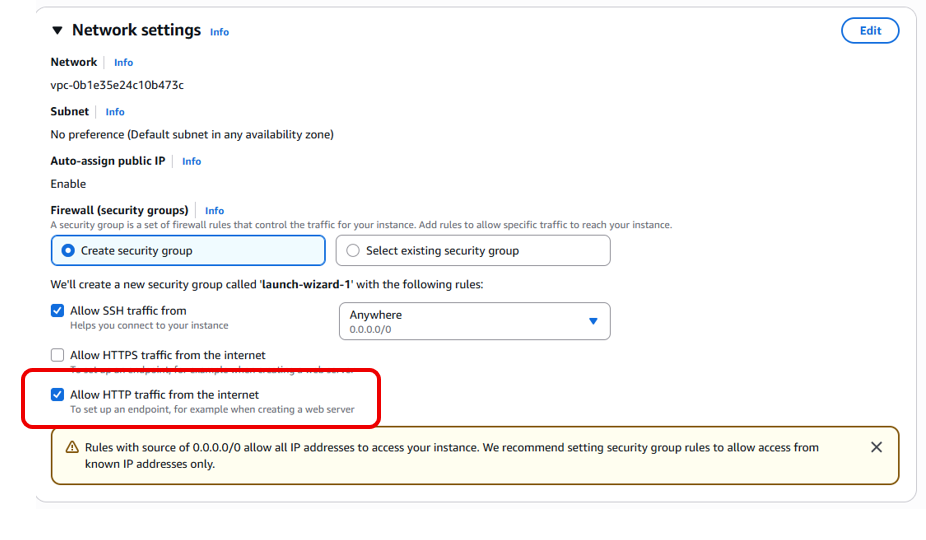 Network settings Info
Edit
Network Info
vpc-0b1e35e24c10b473c
Subnet Info
No preference (Default subnet in any availability zone)
Auto-assign public IP Info
Enable
Firewall (security groups) Info
A security group is a set of firewall rules that control the traffic for your instance. Add rules to allow specific traffic to reach your instance.
Create security group
Select existing security group
We'll create a new security group called 'launch-wizard-1' with the following rules:
Allow SSH traffic from
Helps you connect to your instance
Anywhere
0.0.0.0/0
Allow HTTPS traffic from the internet
To set up an endpoint, for example when creating a web server
Allow HTTP traffic from the internet
To set up an endpoint, for example when creating a web server
Rules with source of 0.0.0.0/0 allow all IP addresses to access your instance. We recommend setting security group rules to allow access from
known IP addresses only.